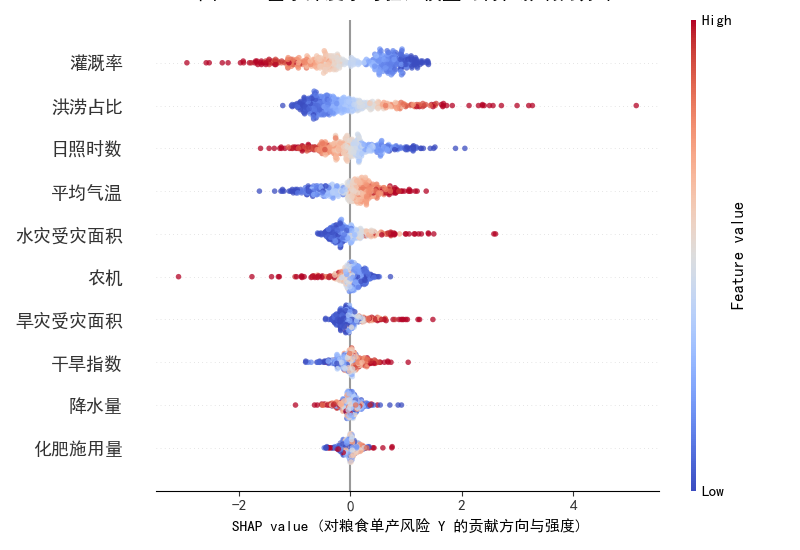 High
灌溉率
洪涝占比
日照时数
平均气温
水灾受灾面积
农机
旱灾受灾面积
干旱指数
降水量
化肥施用量
Feature value
Low
−2
0
2
4
SHAP value (对粮食单产风险 Y 的贡献方向与强度)